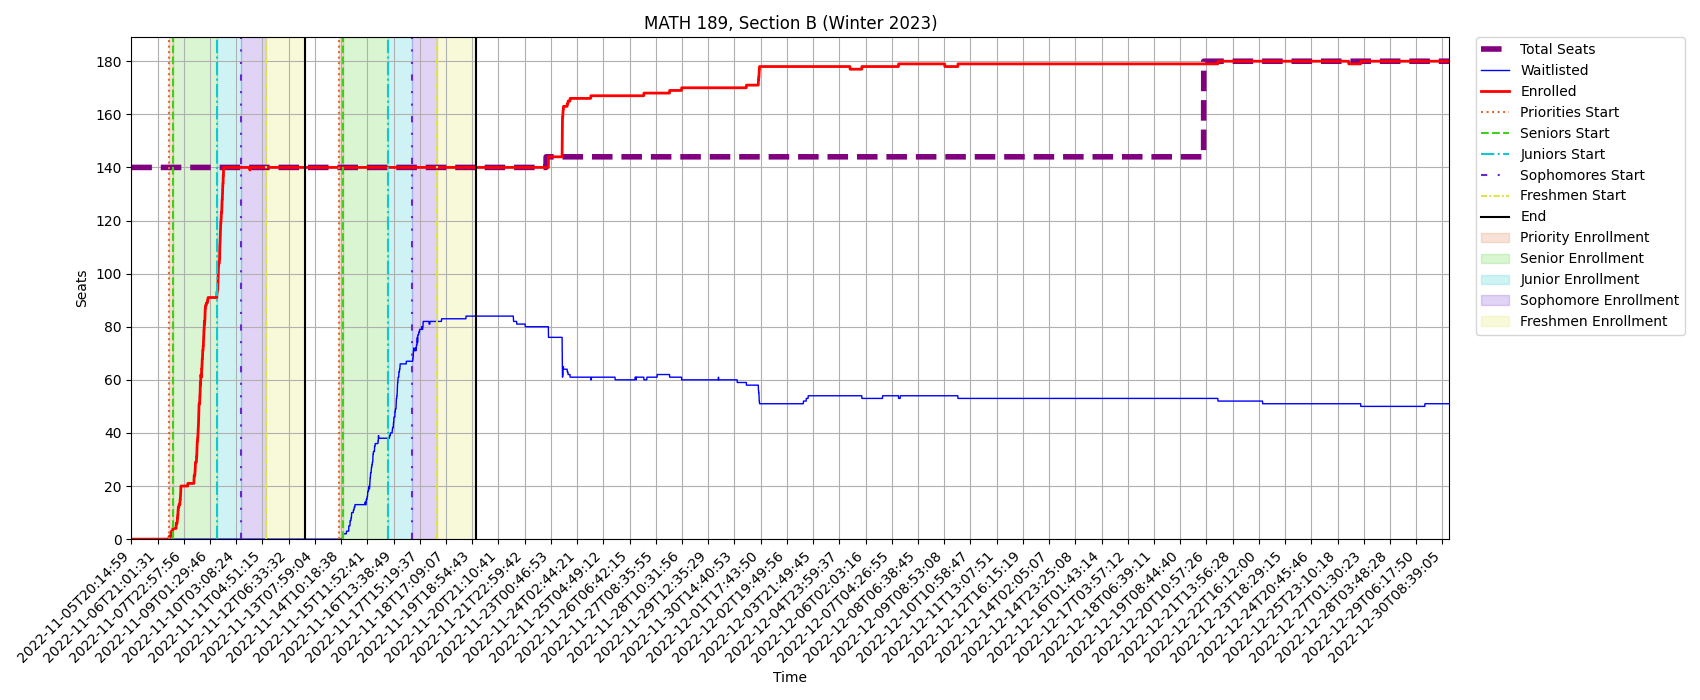 MATH 189, Section B (Winter 2023)
Seats
180
160
140
120
100
80
60
40
20
0
2022-11-05T20:14:59
2022-11-06T21:01:31
2022-11-07T22:57:56
2022-11-09T01:29:46
2022-11-10T03:08:24
2022-11-11T04:51:15
2022-11-12T06:33:32
2022-11-13T07:59:04
2022-11-14T10:18:38
2022-11-15T11:52:41
2022-11-16T13:38:49
2022-11-17T15:19:37
2022-11-18T17:09:07
2022-11-19T18:54:43
2022-11-20T21:10:41
2022-11-21T22:59:42
2022-11-23T00:46:53
2022-11-24T02:44:21
2022-11-25T04:49:12
2022-11-26T06:42:15
2022-11-27T08:35:55
2022-11-28T10:31:56
2022-11-29T12:35:29
2022-11-30T14:40:53
2022-12-01T17:43:50
2022-12-02T19:49:56
2022-12-03T21:49:45
2022-12-04T23:59:37
2022-12-06T02:03:16
2022-12-07T04:26:55
2022-12-08T06:38:45
2022-12-09T08:53:08
2022-12-10T10:58:47
2022-12-11T13:07:51
2022-12-12T16:15:19
2022-12-14T02:05:07
2022-12-14T23:25:08
2022-12-16T01:43:14
2022-12-17T03:57:12
2022-12-18T06:39:11
2022-12-19T08:44:40
2022-12-20T10:57:26
2022-12-21T13:56:28
2022-12-22T16:12:00
2022-12-23T18:29:15
2022-12-24T20:45:46
2022-12-25T23:10:18
2022-12-27T01:30:23
2022-12-28T03:48:28
2022-12-29T06:17:50
2022-12-30T08:39:05
Time
Total Seats
Waitlisted
Enrolled
Priorities Start
Seniors Start
Juniors Start
Sophomores Start
Freshmen Start
End
Priority Enrollment
Senior Enrollment
Junior Enrollment
Sophomore Enrollment
Freshmen Enrollment